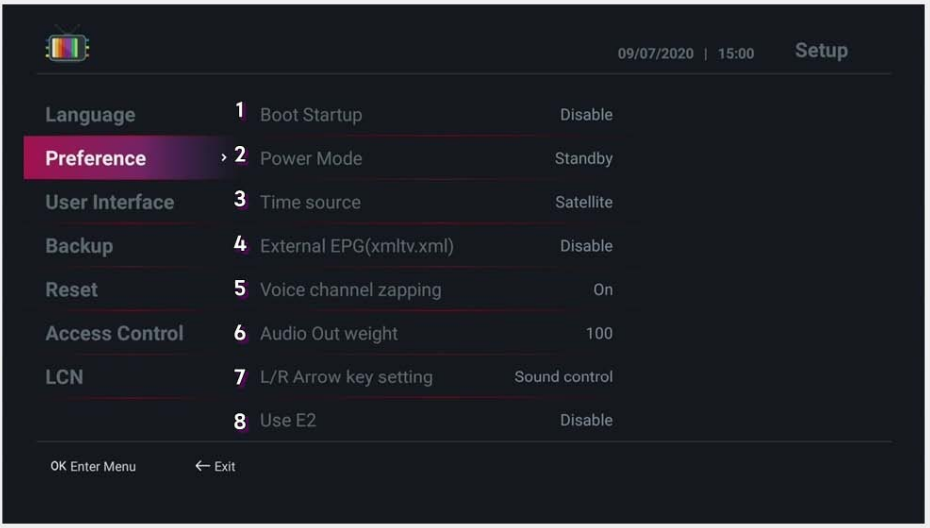 09/07/2020 | 15:00 Setup
Language 1 Boot Startup Disable
Preference › 2 Power Mode Standby
User Interface 3 Time source Satellite
Backup 4 External EPG(xmltv.xml) Disable
Reset 5 Voice channel zapping On
Access Control 6 Audio Out weight 100
LCN 7 L/R Arrow key setting Sound control
8 Use E2 Disable
OK Enter Menu ← Exit